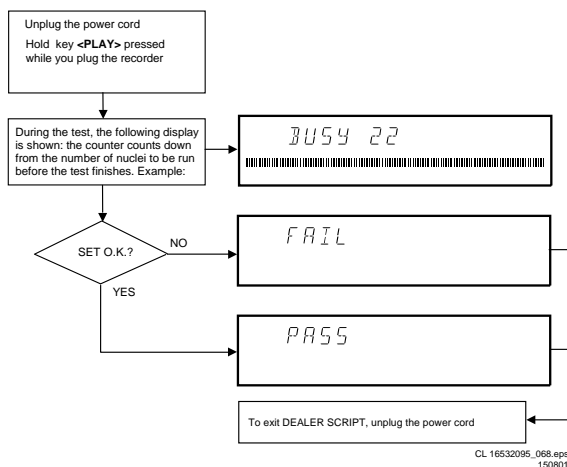 Unplug the power cord
Hold key <PLAY> pressed
while you plug the recorder
During the test, the following display
is shown: the counter counts down
from the number of nuclei to be run
before the test finishes. Example:
BUSY 22
SET O.K.?
NO
FAIL
YES
PASS
To exit DEALER SCRIPT, unplug the power cord
CL 16532095_068.eps
150801